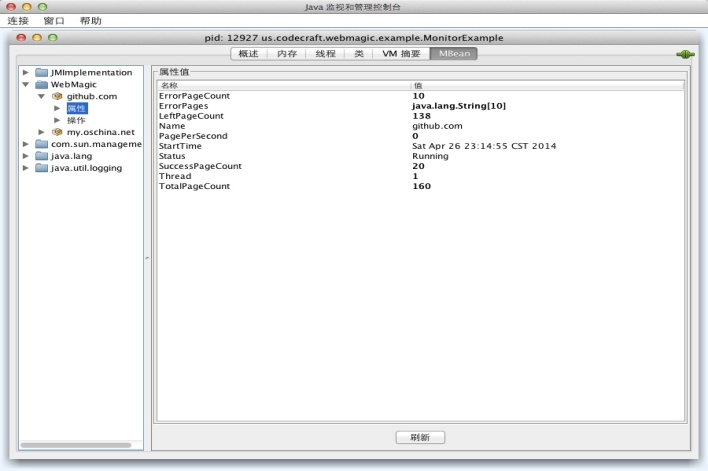 Java 监视和管理控制台
连接 窗口 帮助
pid: 12927 us.codecraft.webmagic.example.MonitorExample
概述 内存 线程 类 VM 摘要 MBean
JMImplementation
WebMagic
github.com
属性
操作
my.oschina.net
com.sun.manageme
java.lang
java.util.logging
属性值
名称 值
ErrorPageCount 10
ErrorPages java.lang.String[10]
LeftPageCount 138
Name github.com
PagePerSecond 0
StartTime Sat Apr 26 23:14:55 CST 2014
Status Running
SuccessPageCount 20
Thread 1
TotalPageCount 160
刷新